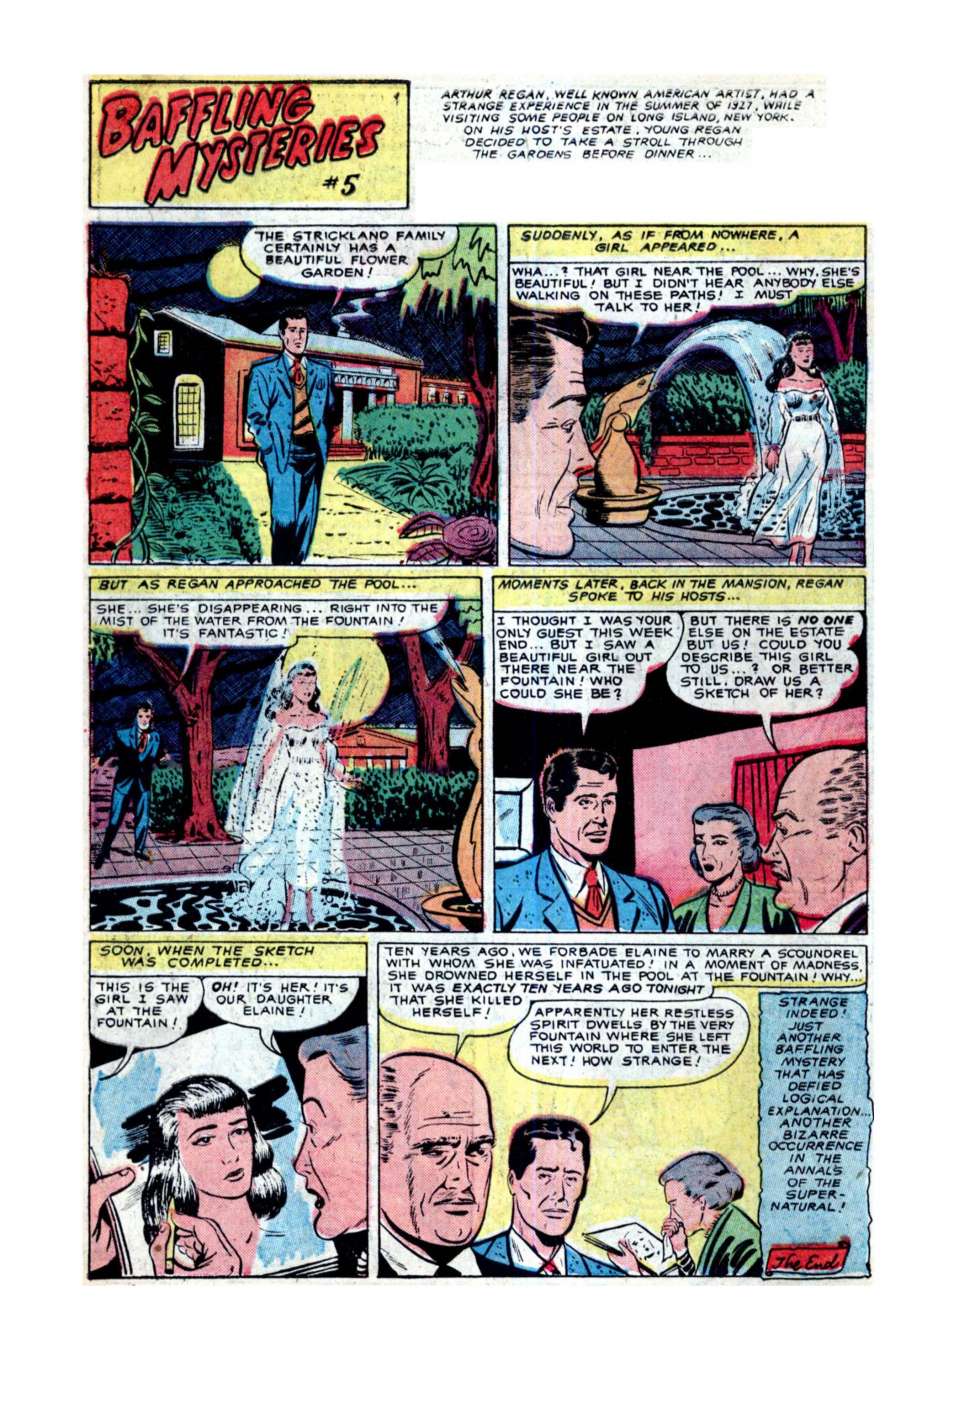 BAFFLING
MYSTERIES
#5
ARTHUR REGAN, WELL KNOWN AMERICAN ARTIST, HAD A
STRANGE EXPERIENCE IN THE SUMMER OF 1927, WHILE
VISITING SOME PEOPLE ON LONG ISLAND, NEW YORK.
ON HIS HOST'S ESTATE, YOUNG REGAN
DECIDED TO TAKE A STROLL THROUGH
THE GARDENS BEFORE DINNER...
THE STRICKLAND FAMILY
CERTAINLY HAS A
BEAUTIFUL FLOWER
GARDEN!
SUDDENLY, AS IF FROM NOWHERE, A
GIRL APPEARED...
WHA...? THAT GIRL NEAR THE POOL... WHY, SHE'S
BEAUTIFUL! BUT I DIDN'T HEAR ANYBODY ELSE
WALKING ON THESE PATHS! I MUST
TALK TO HER!
BUT AS REGAN APPROACHED THE POOL...
SHE... SHE'S DISAPPEARING... RIGHT INTO THE
MIST OF THE WATER FROM THE FOUNTAIN!
IT'S FANTASTIC!
MOMENTS LATER, BACK IN THE MANSION, REGAN
SPOKE TO HIS HOSTS...
I THOUGHT I WAS YOUR
ONLY GUEST THIS WEEK
END... BUT I SAW A
BEAUTIFUL GIRL OUT
THERE NEAR THE
FOUNTAIN! WHO
COULD SHE BE?
BUT THERE IS NO ONE
ELSE ON THE ESTATE
BUT US! COULD YOU
DESCRIBE THIS GIRL
TO US...? OR BETTER
STILL, DRAW US A
SKETCH OF HER?
SOON, WHEN THE SKETCH
WAS COMPLETED...
THIS IS THE
GIRL I SAW
AT THE
FOUNTAIN!
OH! IT'S HER! IT'S
OUR DAUGHTER
ELAINE!
TEN YEARS AGO, WE FORBADE ELAINE TO MARRY A SCOUNDREL
WITH WHOM SHE WAS INFATUATED! IN A MOMENT OF MADNESS,
SHE DROWNED HERSELF IN THE POOL AT THE FOUNTAIN! WHY...
IT WAS EXACTLY TEN YEARS AGO TONIGHT
THAT SHE KILLED
HERSELF!
APPARENTLY HER RESTLESS
SPIRIT DWELLS BY THE VERY
FOUNTAIN WHERE SHE LEFT
THIS WORLD TO ENTER THE
NEXT! HOW STRANGE!
STRANGE
INDEED!
JUST
ANOTHER
BAFFLING
MYSTERY
THAT HAS
DEFIED
LOGICAL
EXPLANATION...
ANOTHER
BIZARRE
OCCURRENCE
IN THE
ANNALS
OF THE
SUPER-
NATURAL!
The End